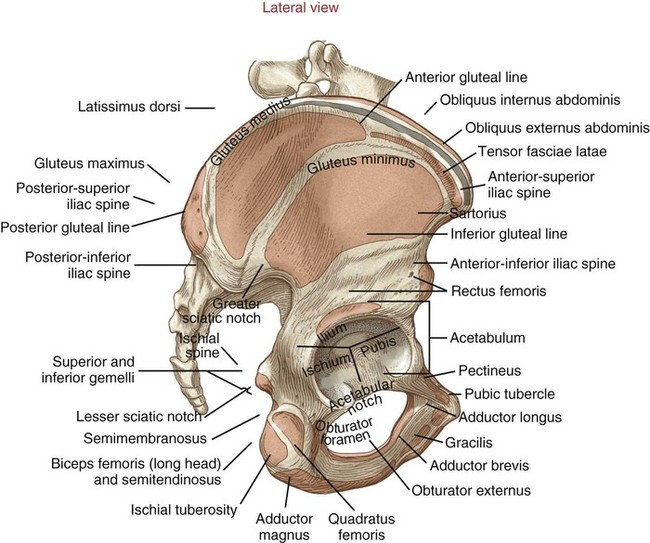 Lateral view
Anterior gluteal line
Obliquus internus abdominis
Latissimus dorsi
Gluteus medius
Obliquus externus abdominis
Tensor fasciae latae
Gluteus maximus
Gluteus minimus
Anterior-superior
iliac spine
Posterior-superior
iliac spine
Sartorius
Posterior gluteal line
Inferior gluteal line
Posterior-inferior
iliac spine
Anterior-inferior iliac spine
Rectus femoris
Greater
sciatic notch
Ilium
Ischial
spine
Pubis
Acetabulum
Ischium
Superior and
inferior gemelli
Pectineus
Acetabular
notch
Pubic tubercle
Lesser sciatic notch
Adductor longus
Obturator
foramen
Semimembranosus
Gracilis
Biceps femoris (long head)
and semitendinosus
Adductor brevis
Obturator externus
Ischial tuberosity
Adductor
magnus
Quadratus
femoris